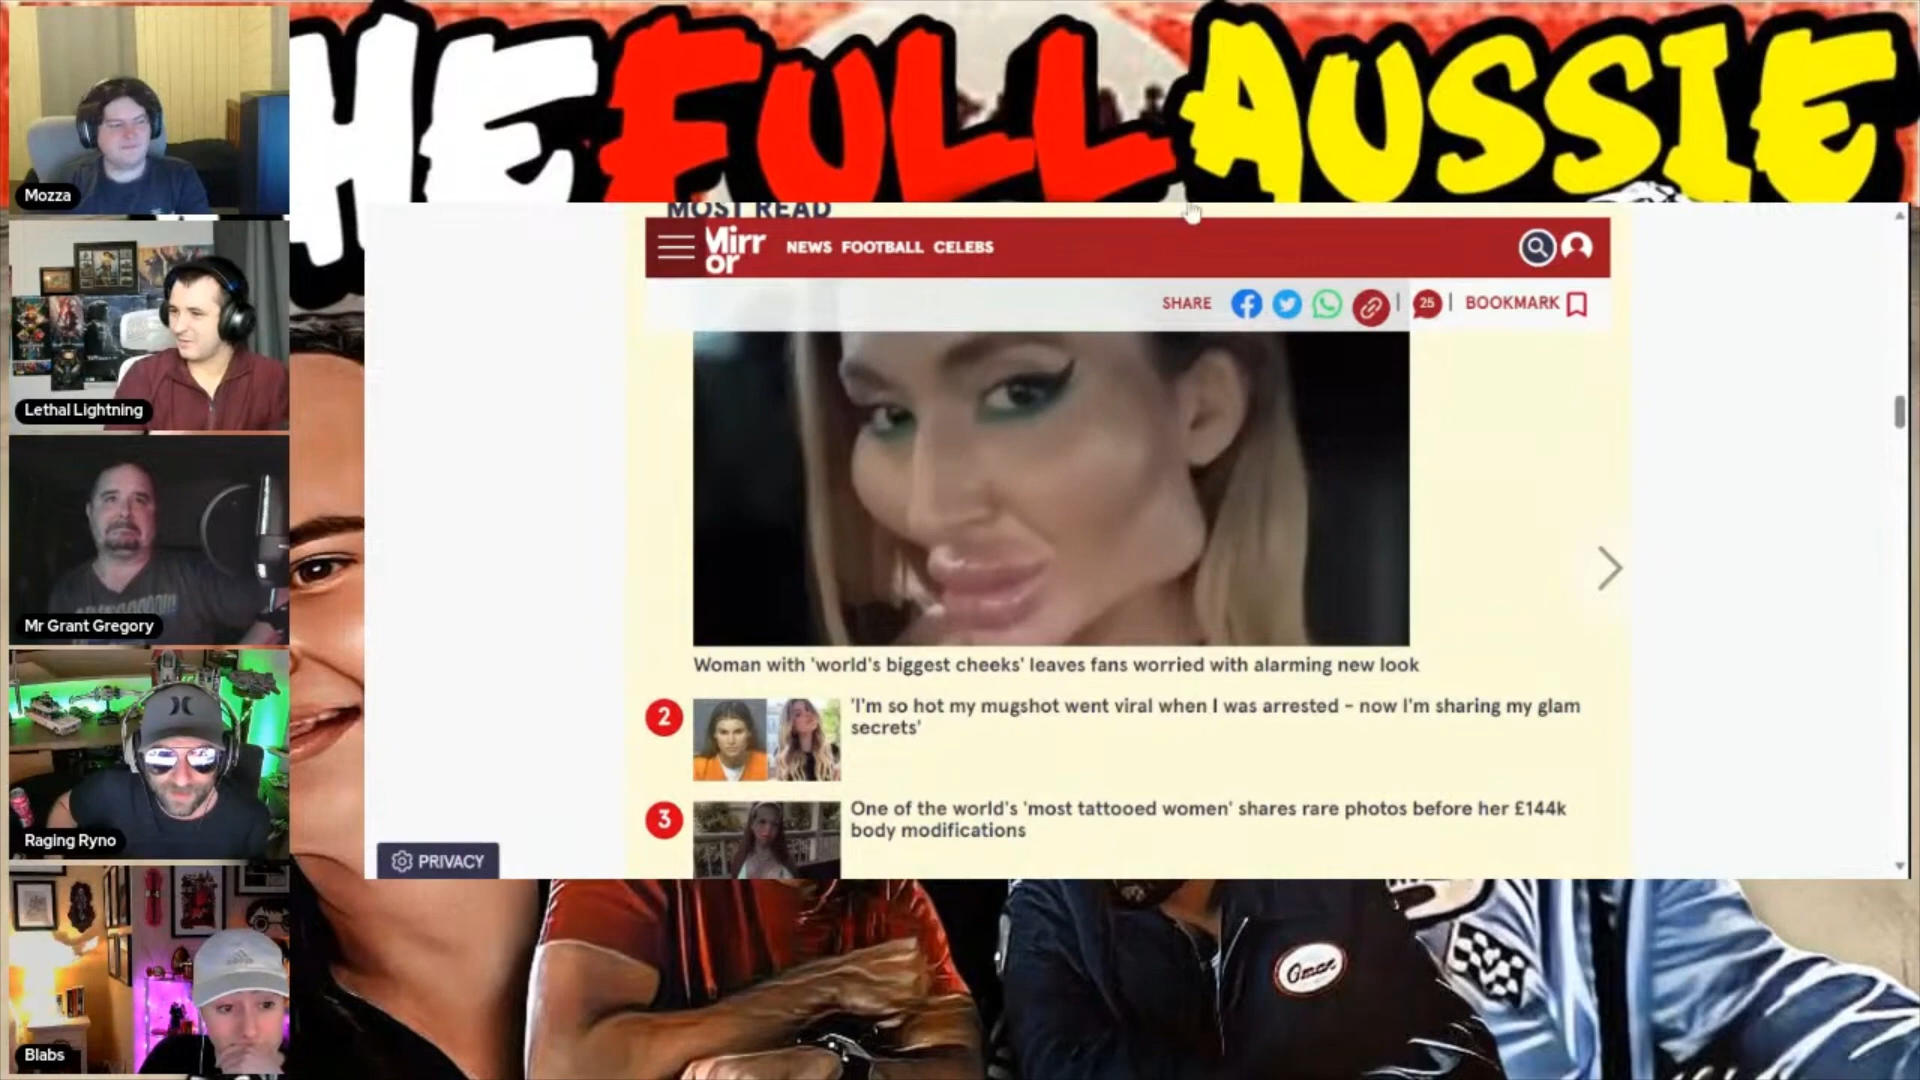 HE FULL AUSSIE
MOST READ
Mirr
or
NEWS FOOTBALL CELEBS
SHARE
25
BOOKMARK
Woman with 'world's biggest cheeks' leaves fans worried with alarming new look
2
'I'm so hot my mugshot went viral when I was arrested - now I'm sharing my glam
secrets'
3
One of the world's 'most tattooed women' shares rare photos before her £144k
body modifications
PRIVACY
Mozza
Lethal Lightning
Mr Grant Gregory
Raging Ryno
Blabs